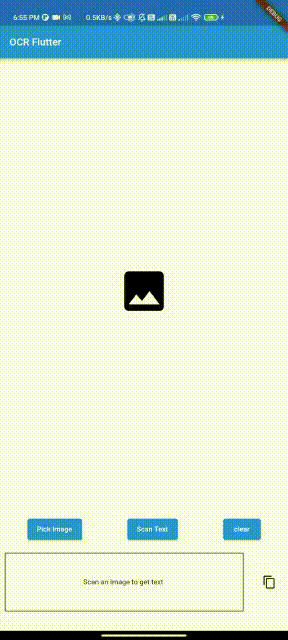 6:55 PM 0.5KB/s
DEBUG
OCR Flutter
Pick Image Scan Text clear
Scan an Image to get text